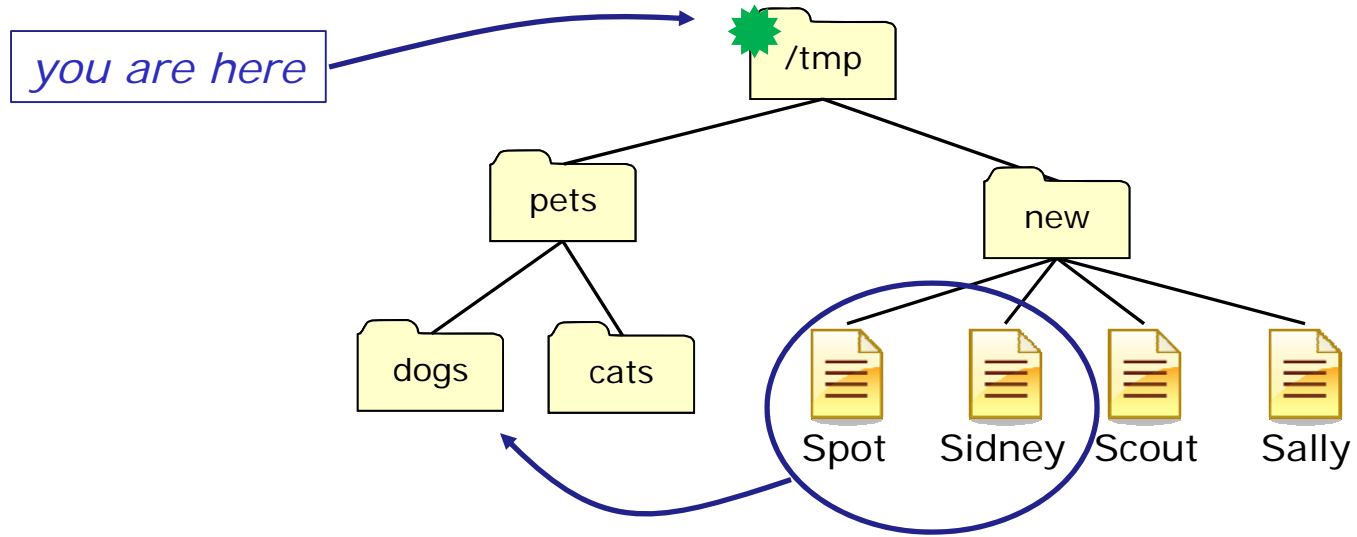 you are here
/tmp
pets
new
dogs
cats
Spot
Sidney
Scout
Sally